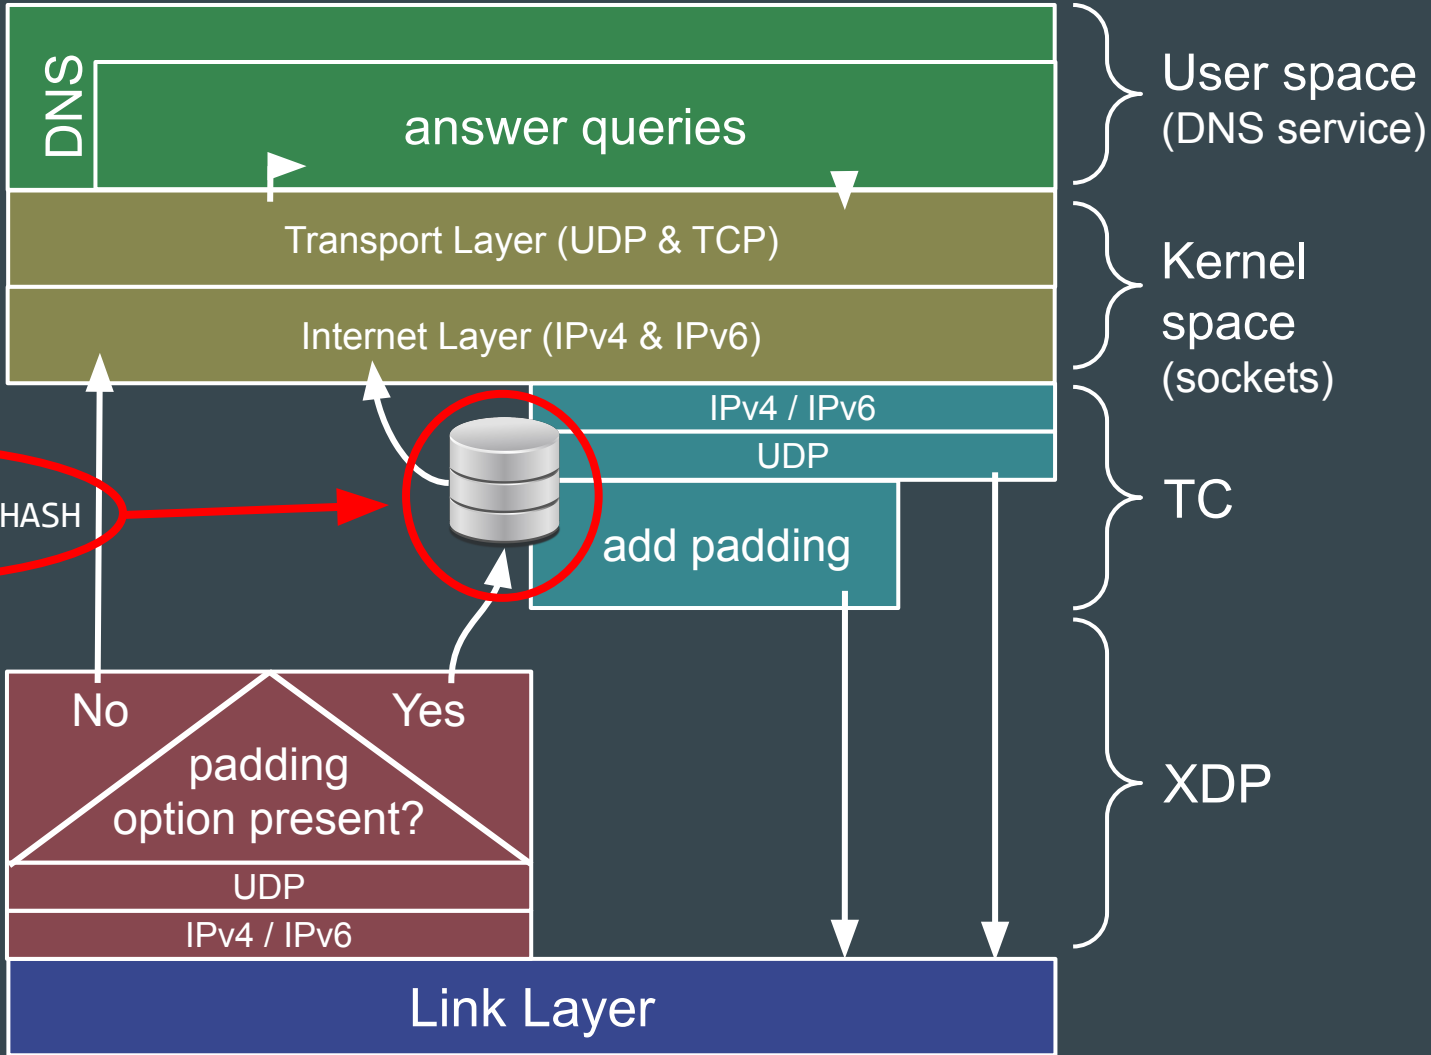 DNS
answer queries
User space
(DNS service)
Transport Layer (UDP & TCP)
Internet Layer (IPv4 & IPv6)
Kernel
space
(sockets)
IPv4 / IPv6
UDP
HASH
add padding
TC
No
Yes
padding
option present?
UDP
IPv4 / IPv6
XDP
Link Layer